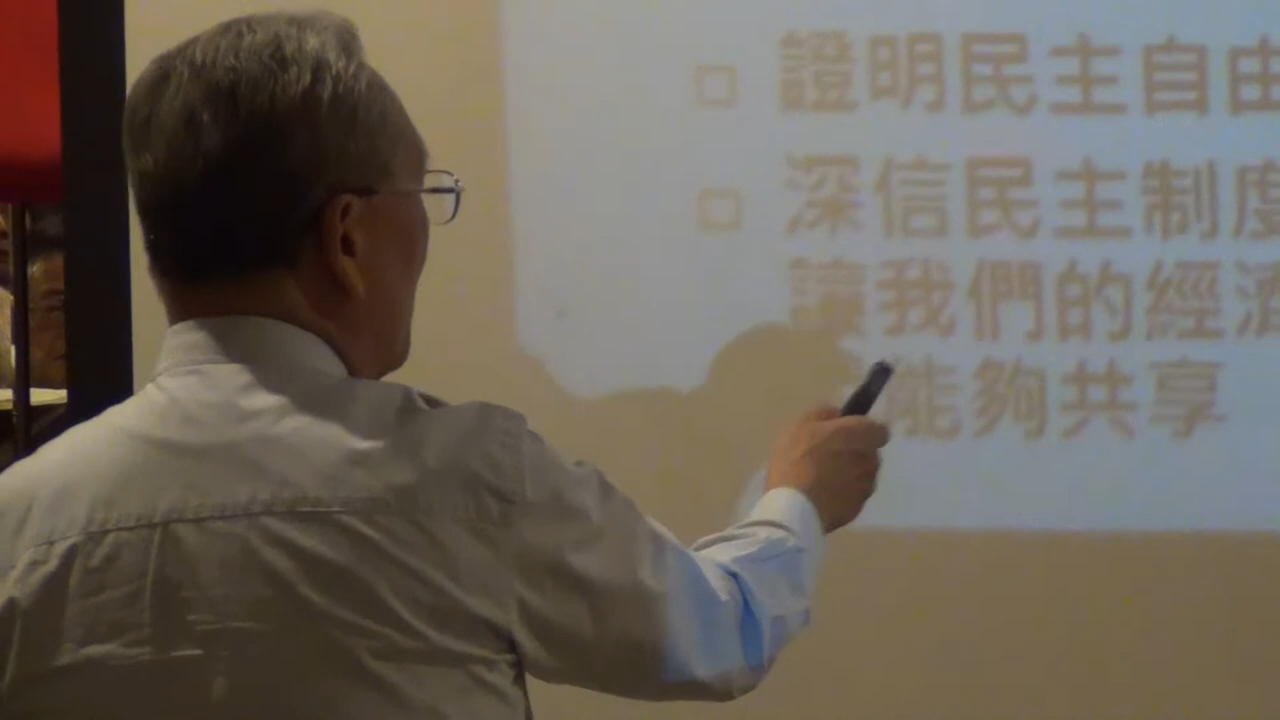 證明民主自由
深信民主制度
讓我們的經濟
能夠共享